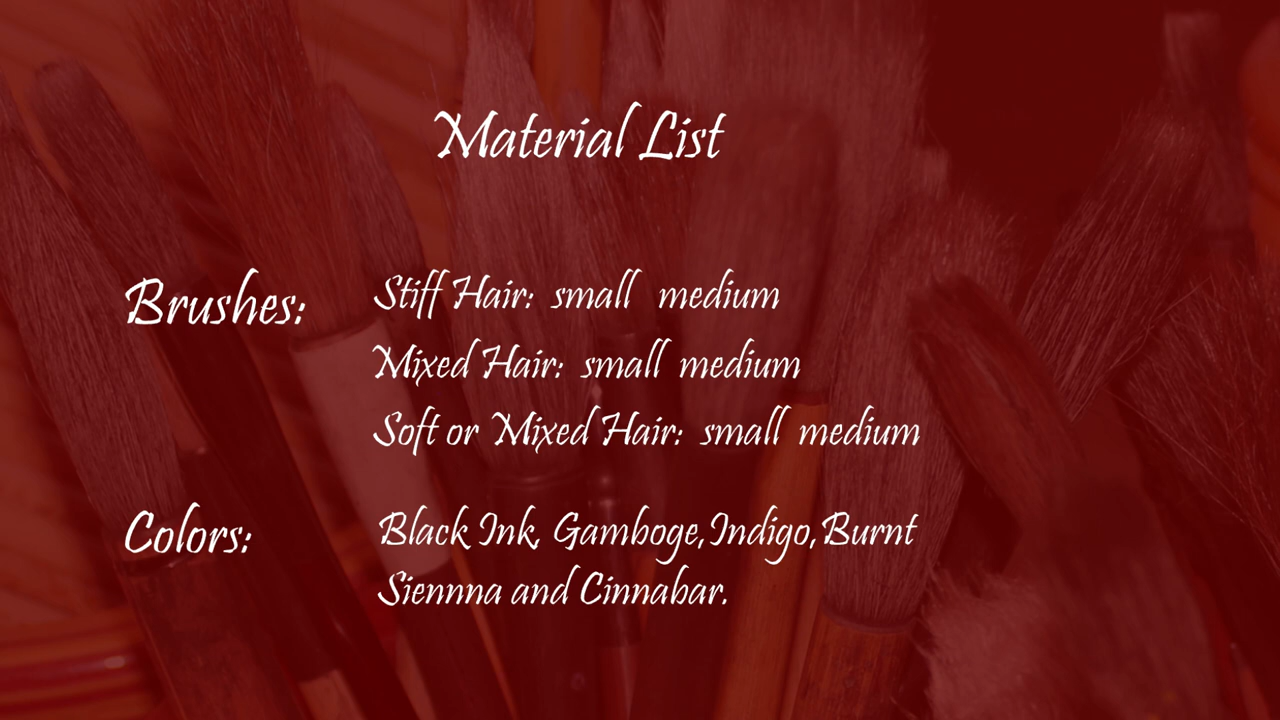 Material List
Brushes: Stiff Hair: small medium
Mixed Hair: small medium
Soft or Mixed Hair: small medium
Colors: Black Ink, Gamboge, Indigo, Burnt
Siennna and Cinnabar.